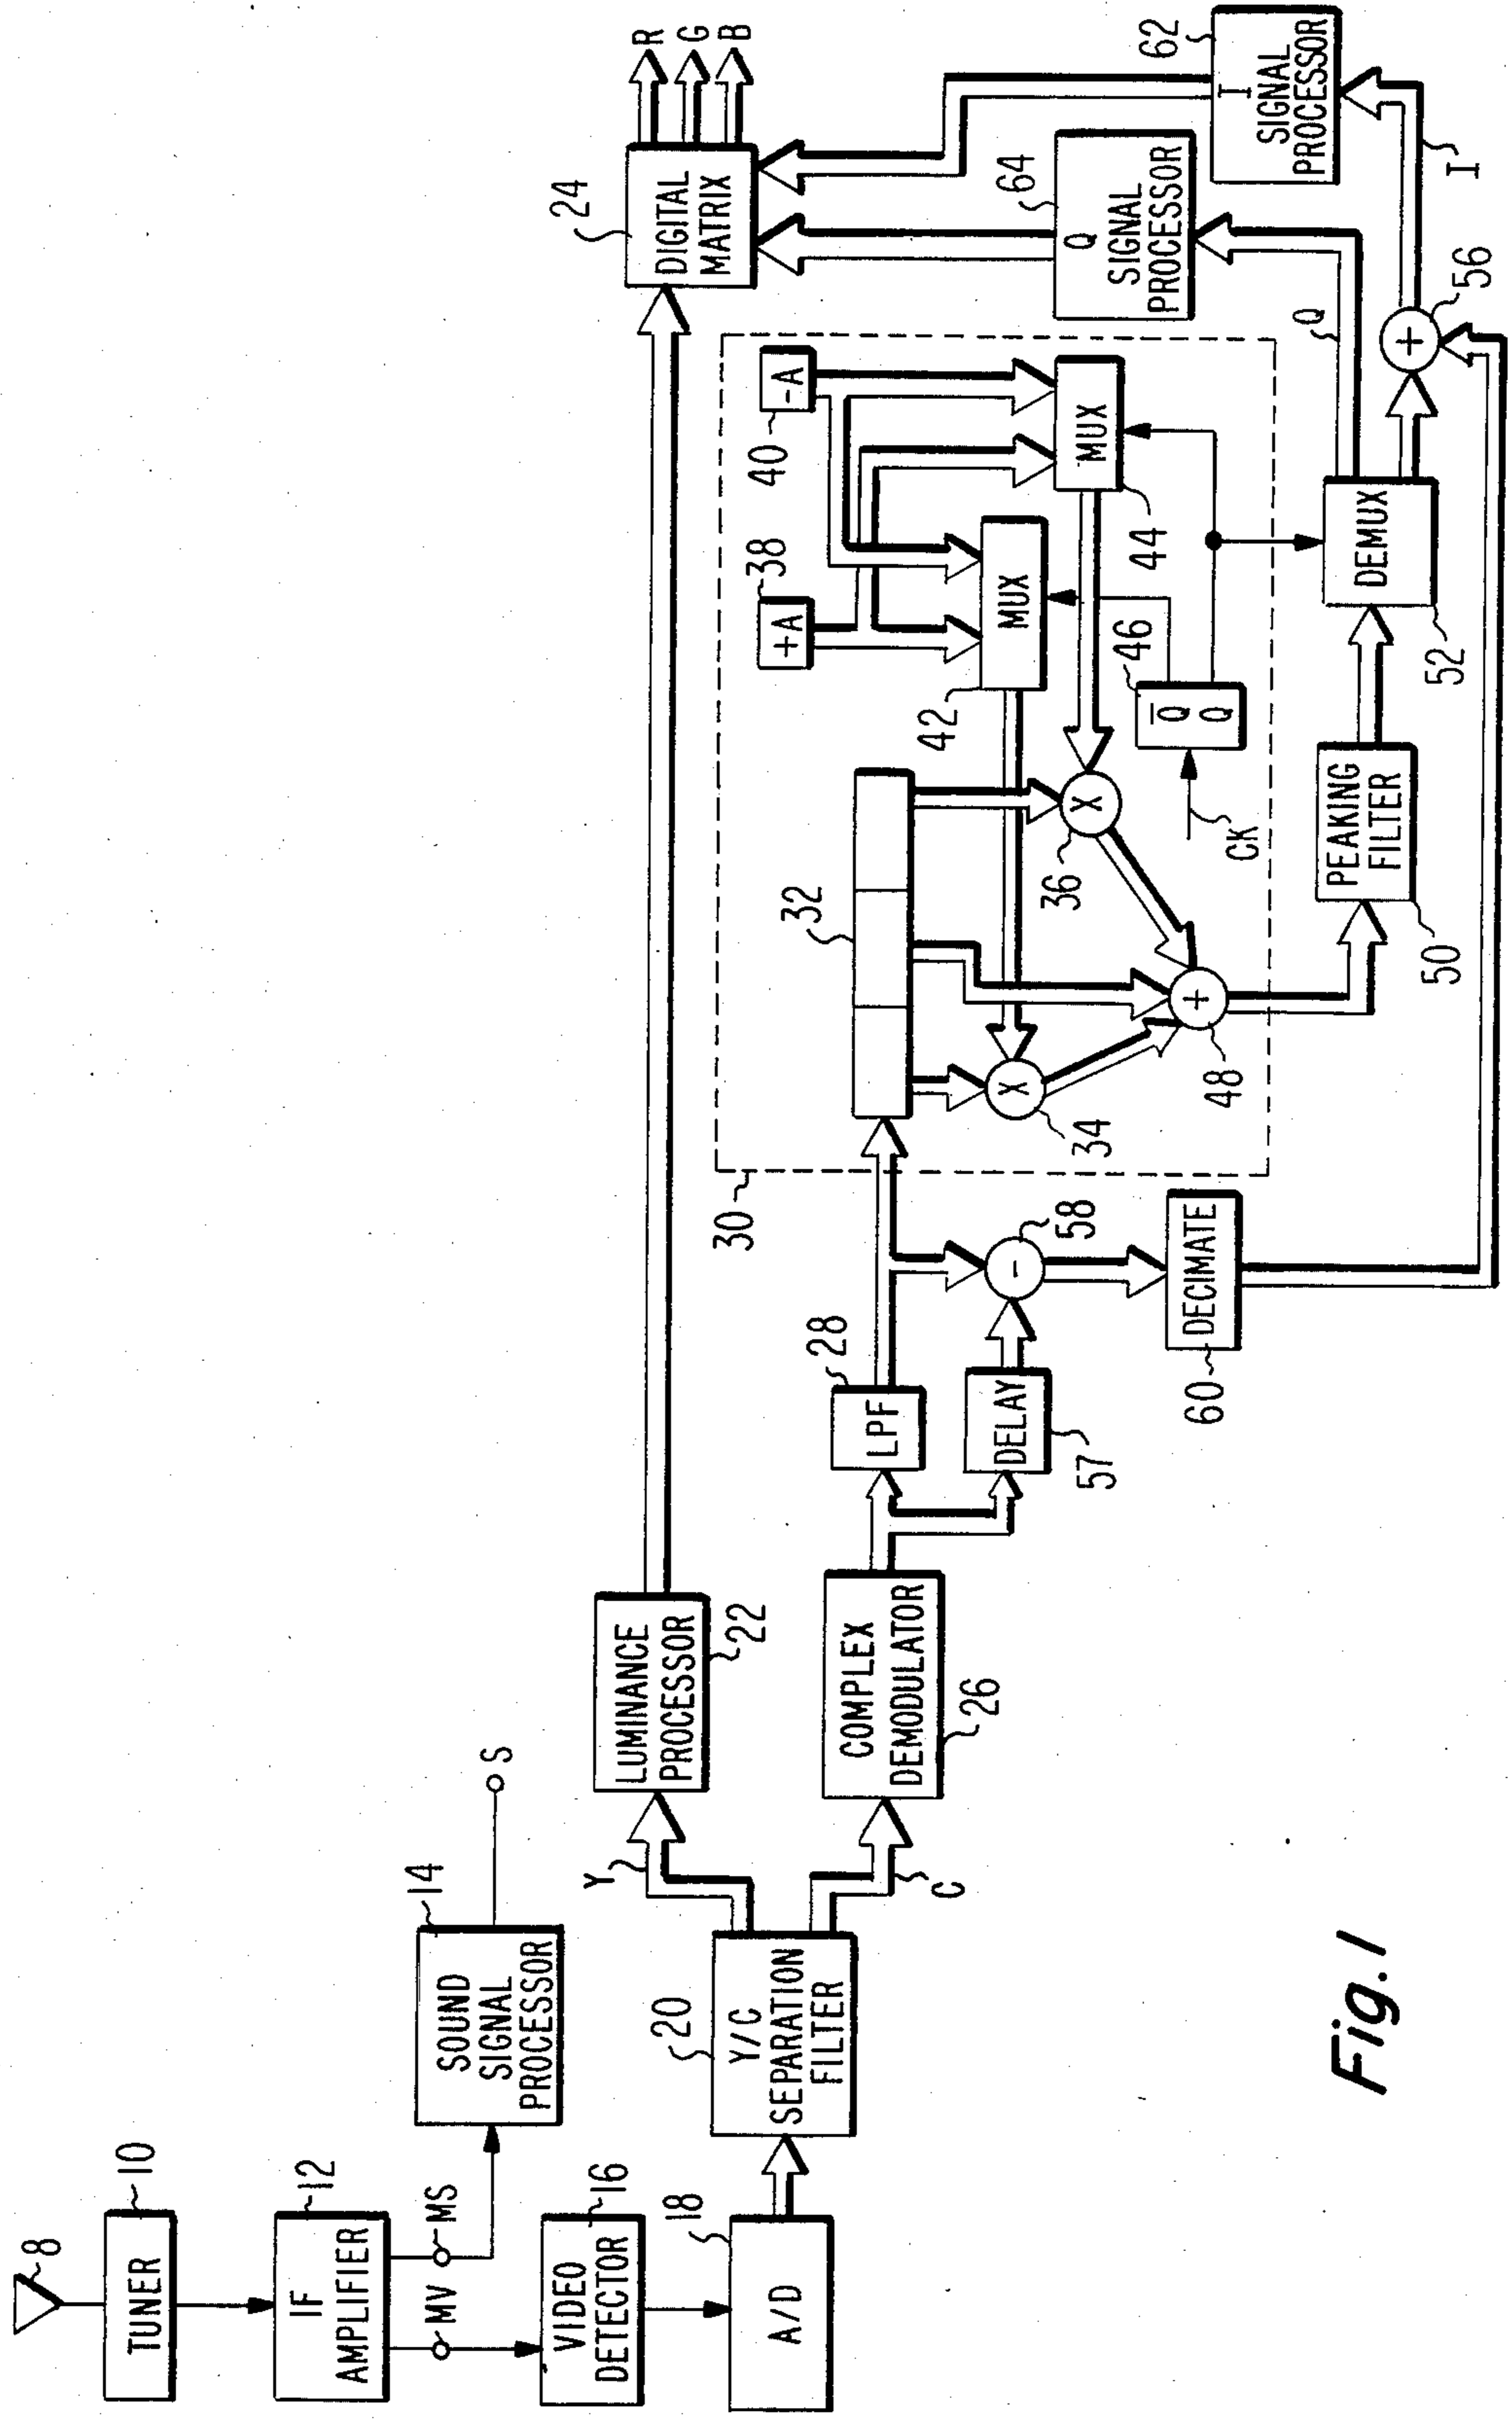 8
TUNER
10
IF
AMPLIFIER
12
MV
MS
SOUND
SIGNAL
PROCESSOR
14
S
VIDEO
DETECTOR
16
A/D
18
Y/C
SEPARATION
FILTER
20
Y
C
LUMINANCE
PROCESSOR
22
COMPLEX
DEMODULATOR
26
LPF
28
DELAY
57
-
58
DECIMATE
60
30
32
X
34
X
36
+A
38
-A
40
MUX
42
MUX
44
Q̅
Q
46
CK
+
48
PEAKING
FILTER
50
DEMUX
52
+
56
Q
I
Q
SIGNAL
PROCESSOR
64
I
SIGNAL
PROCESSOR
62
DIGITAL
MATRIX
24
R
G
B
Fig. 1